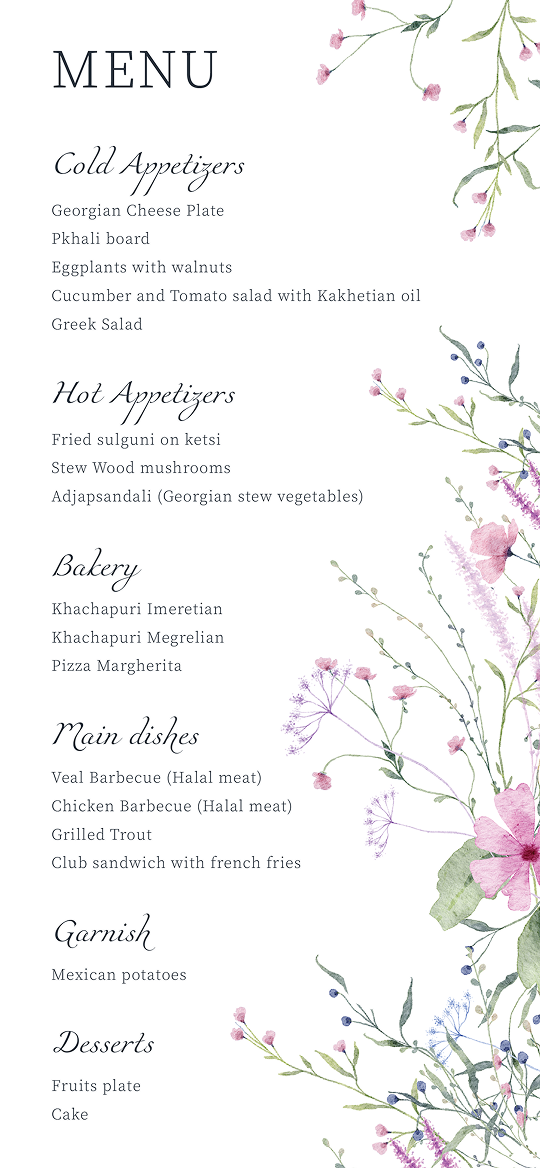 MENU
Cold Appetizers
Georgian Cheese Plate
Pkhali board
Eggplants with walnuts
Cucumber and Tomato salad with Kakhetian oil
Greek Salad
Hot Appetizers
Fried sulguni on ketsi
Stew Wood mushrooms
Adjapsandali (Georgian stew vegetables)
Bakery
Khachapuri Imeretian
Khachapuri Megrelian
Pizza Margherita
Main dishes
Veal Barbecue (Halal meat)
Chicken Barbecue (Halal meat)
Grilled Trout
Club sandwich with french fries
Garnish
Mexican potatoes
Desserts
Fruits plate
Cake